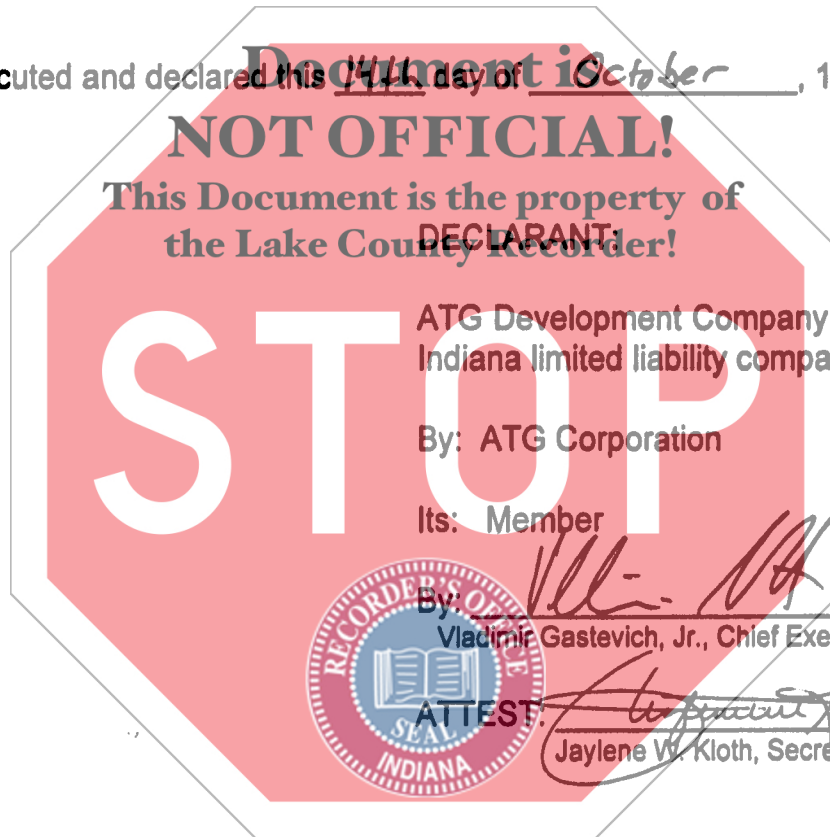 Document is
cuted and declared this 14th day of October, 1
NOT OFFICIAL!
This Document is the property of
the Lake County Recorder!
DECLARANT:
STOP
ATG Development Company
Indiana limited liability compa
By: ATG Corporation
Its: Member
By:
Vladimir Gastevich, Jr., Chief Exe
RECORDER'S OFFICE
SEAL
INDIANA
ATTEST:
Jaylene W. Kloth, Secre